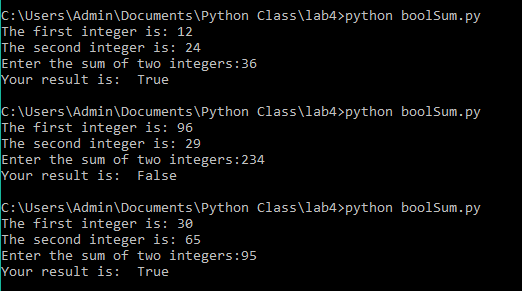 C:\Users\Admin\Documents\Python Class\lab4>python boolSum.py
The first integer is: 12
The second integer is: 24
Enter the sum of two integers:36
Your result is:  True
C:\Users\Admin\Documents\Python Class\lab4>python boolSum.py
The first integer is: 96
The second integer is: 29
Enter the sum of two integers:234
Your result is:  False
C:\Users\Admin\Documents\Python Class\lab4>python boolSum.py
The first integer is: 30
The second integer is: 65
Enter the sum of two integers:95
Your result is:  True